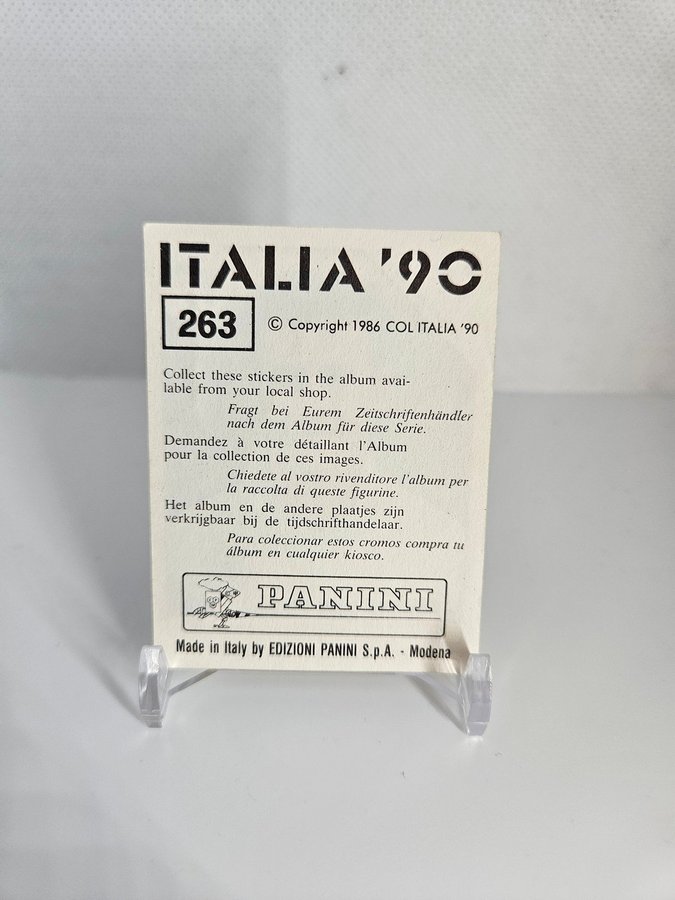 ITALIA '90
263
© Copyright 1986 COL ITALIA '90
Collect these stickers in the album avai-
lable from your local shop.
Fragt bei Eurem Zeitschriftenhändler
nach dem Album für diese Serie.
Demandez à votre détaillant l'Album
pour la collection de ces images.
Chiedete al vostro rivenditore l'album per
la raccolta di queste figurine.
Het album en de andere plaatjes zijn
verkrijgbaar bij de tijdschrifthandelaar.
Para coleccionar estos cromos compra tu
álbum en cualquier kiosco.
PANINI
Made in Italy by EDIZIONI PANINI S.p.A. - Modena